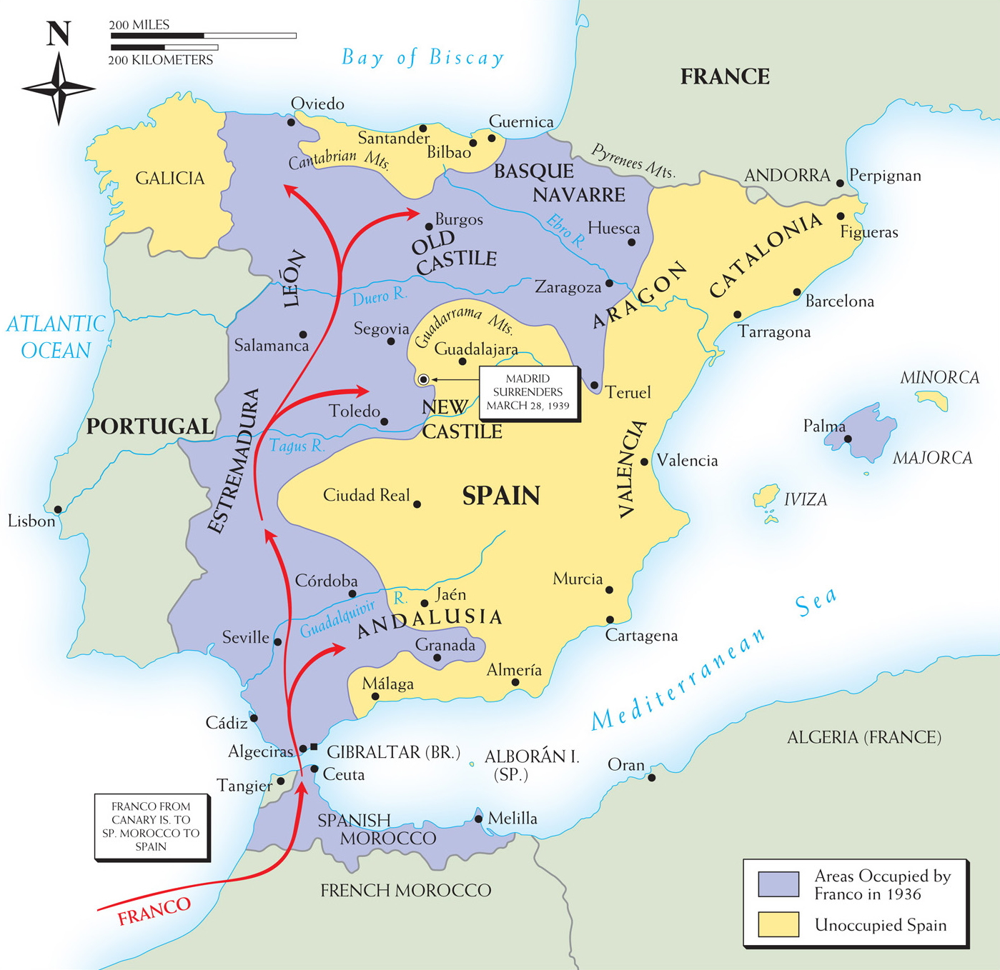 N
200 MILES
200 KILOMETERS
Bay of Biscay
FRANCE
Oviedo
Guernica
Santander
Bilbao
Cantabrian Mts.
Pyrenees Mts.
GALICIA
BASQUE
NAVARRE
ANDORRA
Perpignan
Figueras
Burgos
OLD
CASTILE
Ebro R.
Huesca
CATALONIA
LEÓN
Duero R.
Zaragoza
ARAGON
Barcelona
Tarragona
ATLANTIC
OCEAN
Salamanca
Segovia
Guadarrama Mts.
Guadalajara
MADRID
SURRENDERS
MARCH 28, 1939
Teruel
MINORCA
Toledo
NEW
CASTILE
PORTUGAL
ESTREMADURA
Tagus R.
VALENCIA
Valencia
Palma
MAJORCA
Ciudad Real
SPAIN
IVIZA
Lisbon
Córdoba
Murcia
Guadalquivir R.
Jaén
ANDALUSIA
Seville
Granada
Cartagena
Mediterranean Sea
Málaga
Almería
Cádiz
Algeciras
GIBRALTAR (BR.)
ALBORÁN I.
(SP.)
ALGERIA (FRANCE)
Oran
Tangier
Ceuta
FRANCO FROM
CANARY IS. TO
SP. MOROCCO TO
SPAIN
SPANISH
MOROCCO
Melilla
FRENCH MOROCCO
FRANCO
Areas Occupied by
Franco in 1936
Unoccupied Spain